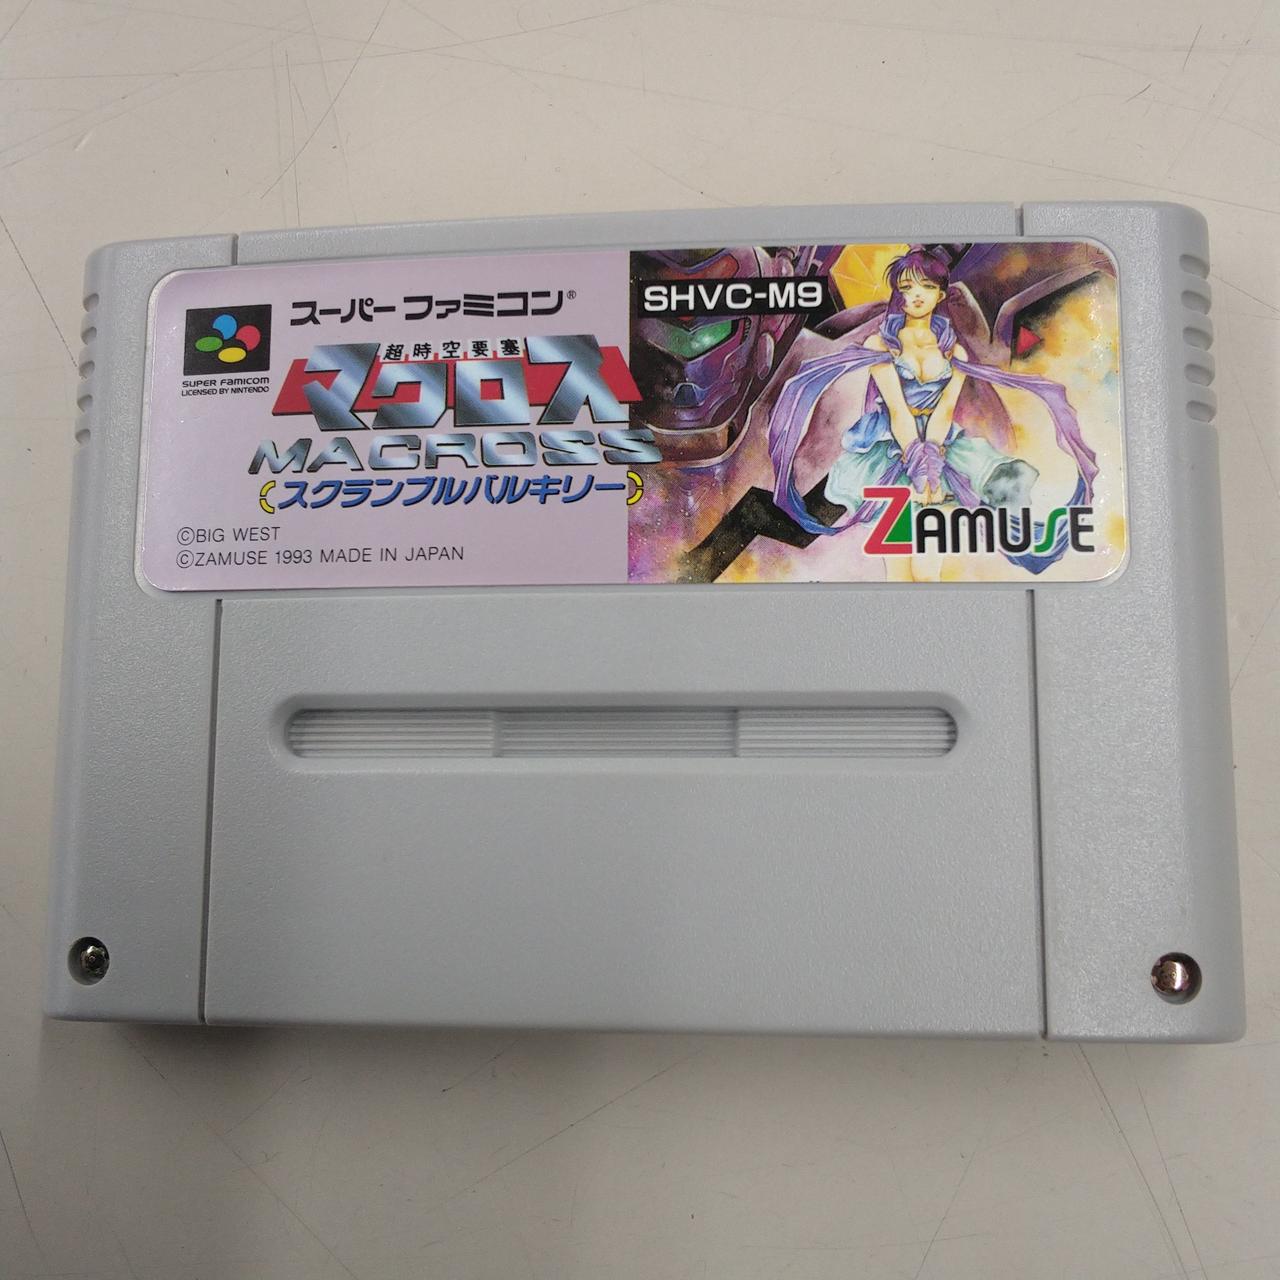 スーパーファミコン®
SUPER FAMICOM
LICENSED BY NINTENDO
超時空要塞
マクロス
MACROSS
スクランブルバルキリー
©BIG WEST
©ZAMUSE 1993 MADE IN JAPAN
SHVC-M9
ZAMUSE